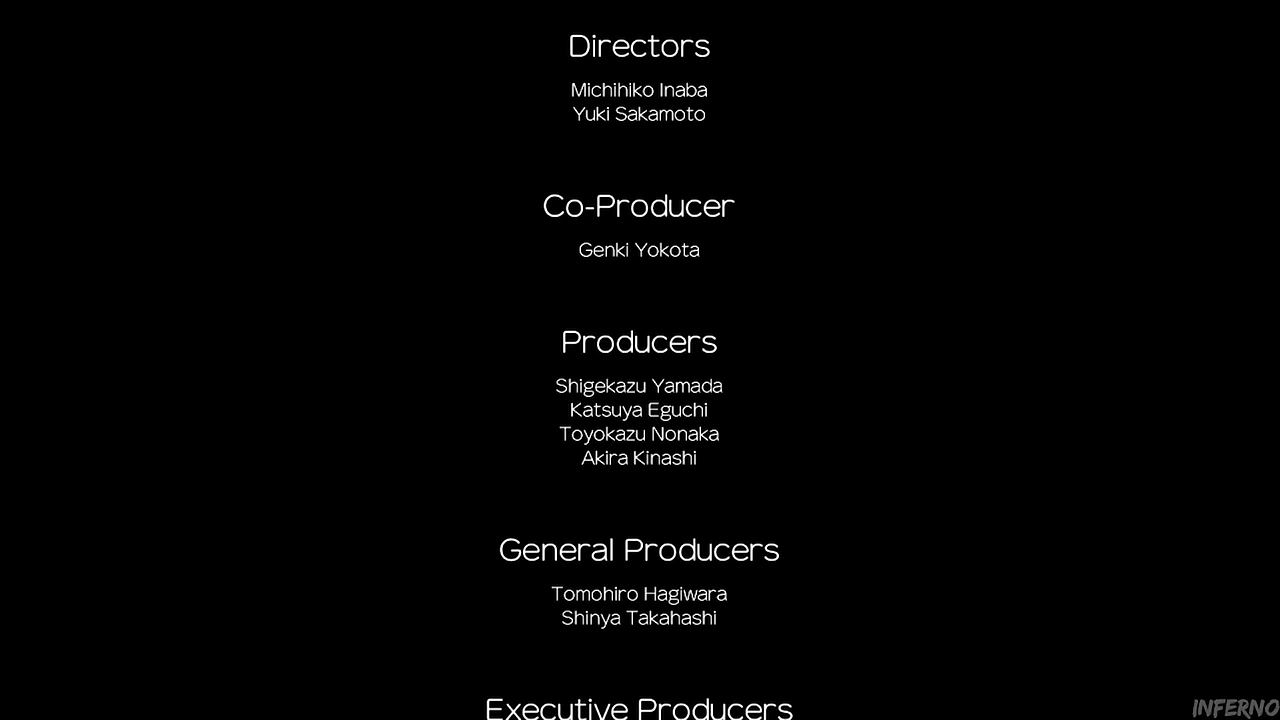 Directors
Michihiko Inaba
Yuki Sakamoto
Co-Producer
Genki Yokota
Producers
Shigekazu Yamada
Katsuya Eguchi
Toyokazu Nonaka
Akira Kinashi
General Producers
Tomohiro Hagiwara
Shinya Takahashi
Executive Producers
INFERNO